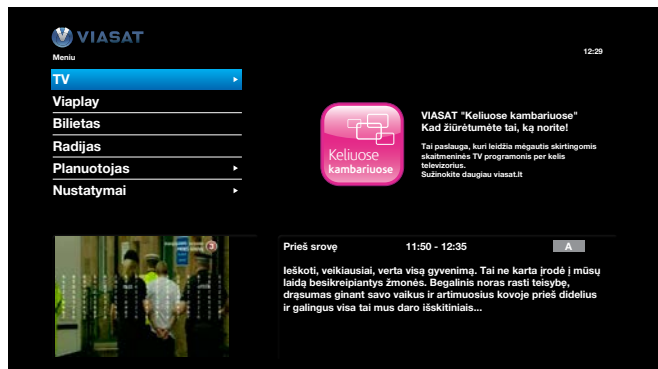 VIASAT
Meniu
12:29
TV
Viaplay
Bilietas
Radijas
Planuotojas
Nustatymai
Keliuose
kambariuose
VIASAT "Keliuose kambariuose"
Kad žiūrėtumėte tai, ką norite!
Tai paslauga, kuri leidžia mėgautis skirtingomis
skaitmeninės TV programonis per kelis
televizorius.
Sužinokite daugiau viasat.lt
3
Prieš srovę 11:50 - 12:35 A
Ieškoti, veikiausiai, verta visą gyvenimą. Tai ne karta įrodė į mūsų
laidą besikreipiantys žmonės. Begalinis noras rasti teisybę,
drąsumas ginant savo vaikus ir artimuosius kovoje prieš didelius
ir galingus visa tai mus daro išskitiniais...